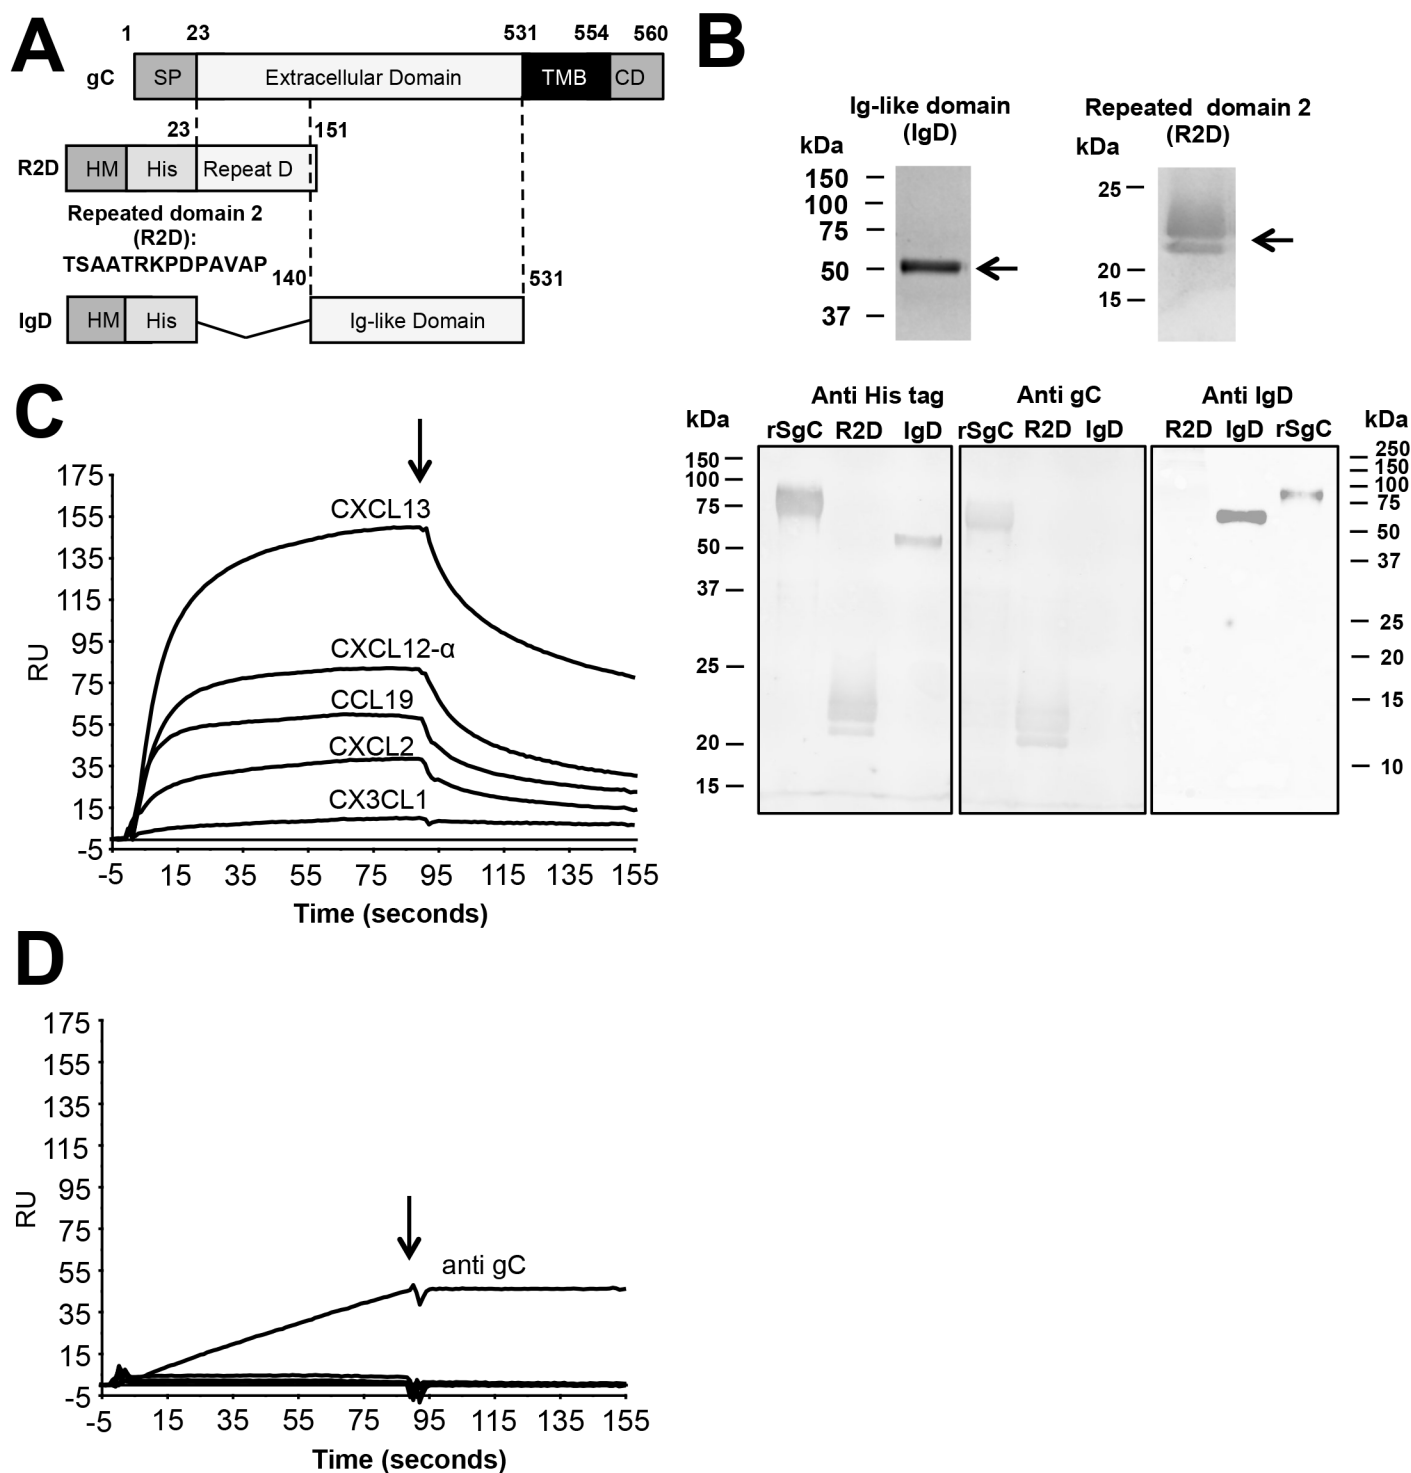 A
1 23 531 554 560
gC SP Extracellular Domain TMB CD
23 151
R2D HM His Repeat D
Repeated domain 2
(R2D):
TSAATRKPDPAVAP
140 531
IgD HM His Ig-like Domain
B
Ig-like domain
(IgD)
kDa
150
100
75
50
37
Repeated domain 2
(R2D)
kDa
25
20
15
Anti His tag Anti gC Anti IgD
kDa rSgC R2D IgD rSgC R2D IgD R2D IgD rSgC kDa
150
100
75
50
37
25
20
15
250
150
100
75
50
37
25
20
15
10
C
175
155
135
115
95
75
55
35
15
-5
RU
CXCL13
CXCL12-α
CCL19
CXCL2
CX3CL1
-5 15 35 55 75 95 115 135 155
Time (seconds)
D
175
155
135
115
95
75
55
35
15
-5
RU
anti gC
-5 15 35 55 75 95 115 135 155
Time (seconds)